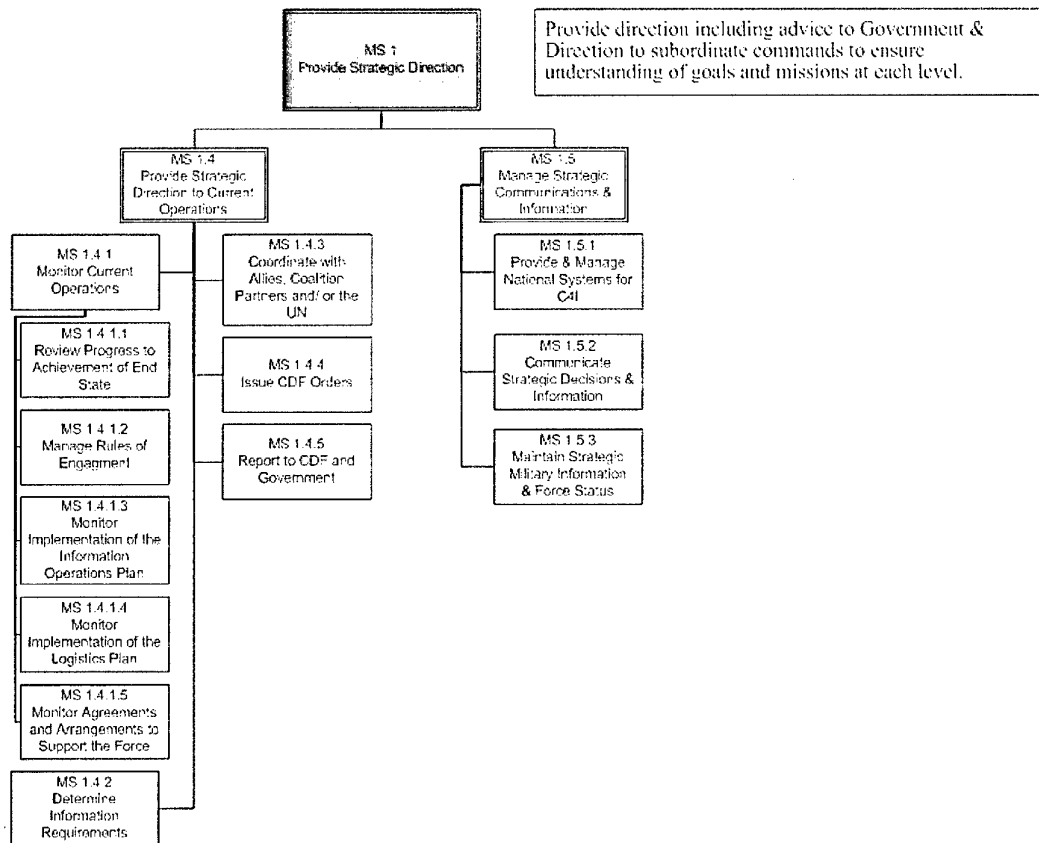 MS 1
Provide Strategic Direction
Provide direction including advice to Government &
Direction to subordinate commands to ensure
understanding of goals and missions at each level.
MS 1.4
Provide Strategic
Direction to Current
Operations
MS 1.5
Manage Strategic
Communications &
Information
MS 1.4.1
Monitor Current
Operations
MS 1.4.1.1
Review Progress to
Achievement of End
State
MS 1.4.1.2
Manage Rules of
Engagment
MS 1.4.1.3
Monitor
Implementation of the
Information
Operations Plan
MS 1.4.1.4
Monitor
Implementation of the
Logistics Plan
MS 1.4.1.5
Monitor Agreements
and Arrangements to
Support the Force
MS 1.4.2
Determine
Information
Requirements
MS 1.4.3
Coordinate with
Allies, Coalition
Partners and/ or the
UN
MS 1.4.4
Issue CDF Orders
MS 1.4.5
Report to CDF and
Government
MS 1.5.1
Provide & Manage
National Systems for
C4I
MS 1.5.2
Communicate
Strategic Decisions &
Information
MS 1.5.3
Maintain Strategic
Military Information
& Force Status